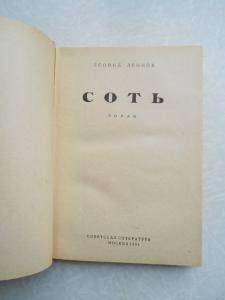 ЛЕОНИД ЛЕОНОВ
СОТЬ
РОМАН
СОВЕТСКАЯ ЛИТЕРАТУРА
МОСКВА